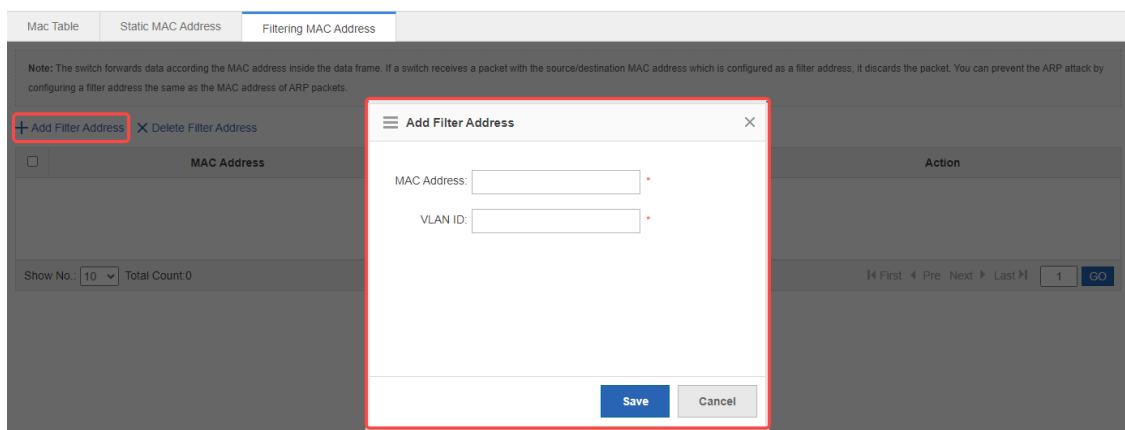 Mac Table Static MAC Address Filtering MAC Address
Note: The switch forwards data according the MAC address inside the data frame. If a switch receives a packet with the source/destination MAC address which is configured as a filter address, it discards the packet. You can prevent the ARP attack by
configuring a filter address the same as the MAC address of ARP packets.
Add Filter Address Delete Filter Address
MAC Address Action
Add Filter Address
MAC Address: *
VLAN ID: *
Save Cancel
Show No.: 10 Total Count:0 First Pre Next Last 1 GO